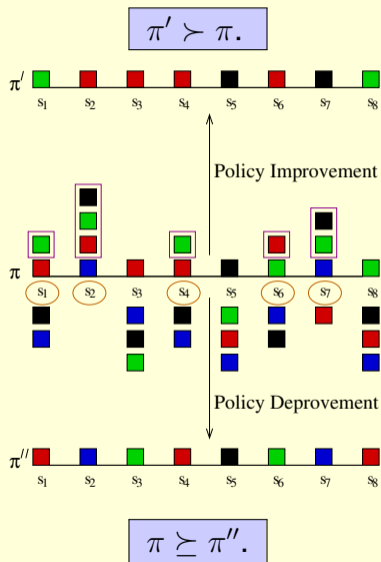 π′ ≻ π.
π′
s₁ s₂ s₃ s₄ s₅ s₆ s₇ s₈
Policy Improvement
π
s₁ s₂ s₃ s₄ s₅ s₆ s₇ s₈
Policy Deprovement
π″
s₁ s₂ s₃ s₄ s₅ s₆ s₇ s₈
π ⪰ π″.